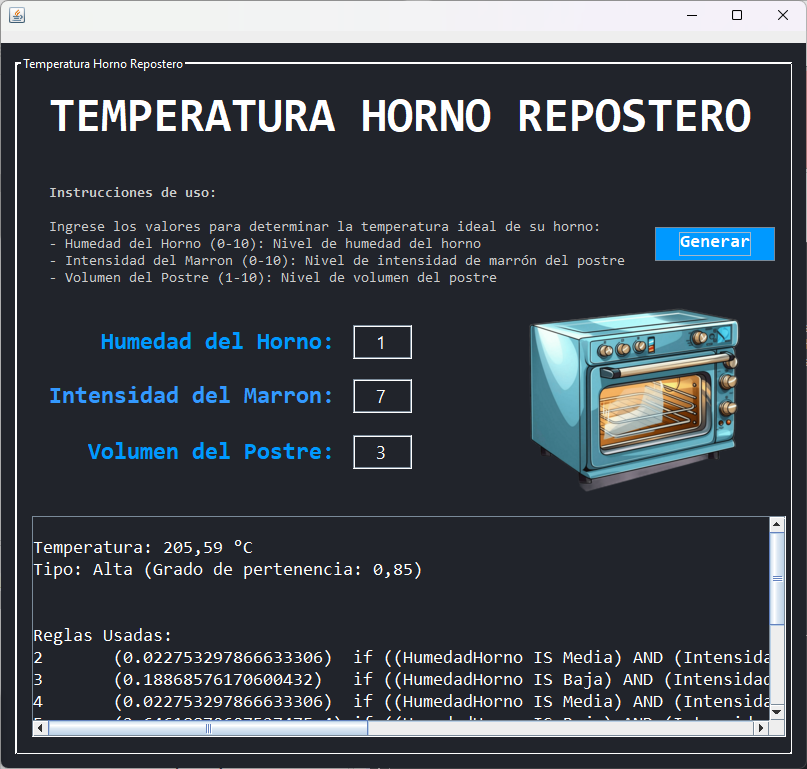 Temperatura Horno Repostero
TEMPERATURA HORNO REPOSTERO
Instrucciones de uso:
Ingrese los valores para determinar la temperatura ideal de su horno:
- Humedad del Horno (0-10): Nivel de humedad del horno
- Intensidad del Marron (0-10): Nivel de intensidad de marrón del postre
- Volumen del Postre (1-10): Nivel de volumen del postre
Generar
Humedad del Horno: 1
Intensidad del Marron: 7
Volumen del Postre: 3
Temperatura: 205,59 ºC
Tipo: Alta (Grado de pertenencia: 0,85)
Reglas Usadas:
2 (0.022753297866633306) if ((HumedadHorno IS Media) AND (Intensida
3 (0.18868576170600432) if ((HumedadHorno IS Baja) AND (Intensidad
4 (0.022753297866633306) if ((HumedadHorno IS Media) AND (Intensida